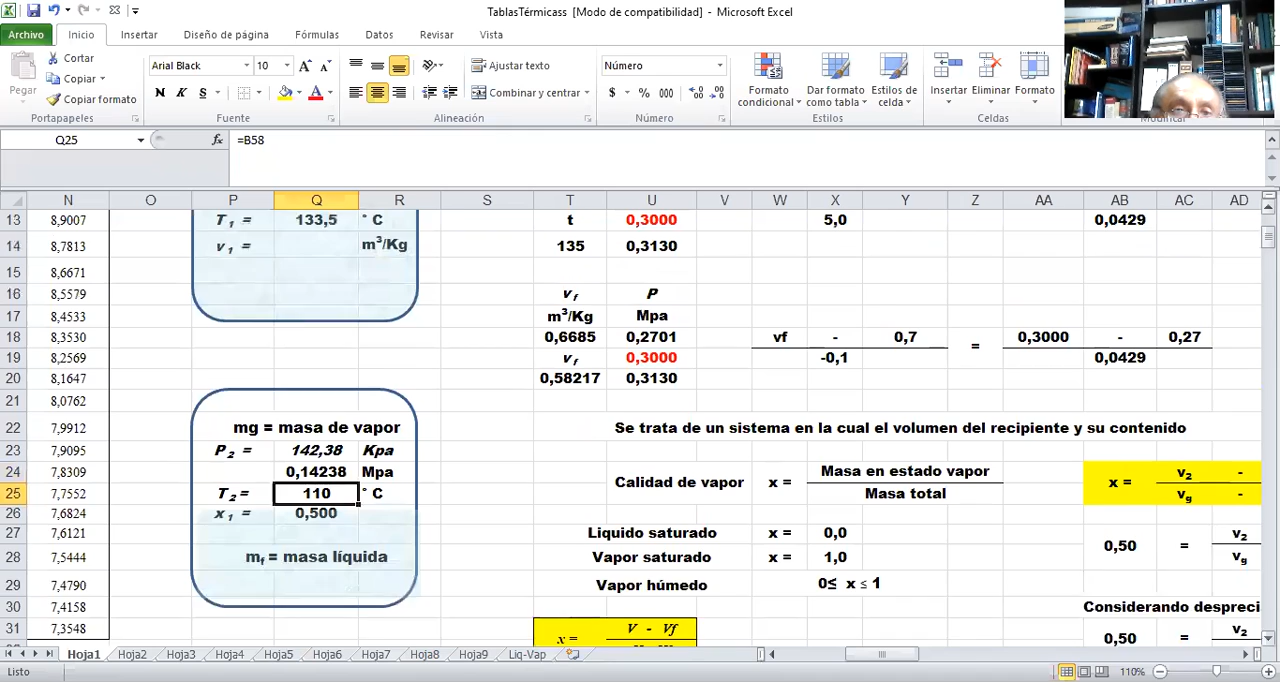 TablasTérmicass [Modo de compatibilidad] - Microsoft Excel
Archivo Inicio Insertar Diseño de página Fórmulas Datos Revisar Vista
Pegar
Cortar
Copiar
Copiar formato
Portapapeles
Arial Black 10 A A
N K S A
Fuente
Ajustar texto
Combinar y centrar
Alineación
Número
$ % 000
Número
Formato condicional
Dar formato como tabla
Estilos de celda
Estilos
Insertar Eliminar Formato
Celdas
Modificar
Q25 fx =B58
N O P Q R S T U V W X Y Z AA AB AC AD
13 8,9007 T1 = 133,5 ° C t 0,3000 5,0 0,0429
14 8,7813 v1 = m³/Kg 135 0,3130
15 8,6671
16 8,5579 vf P
17 8,4533 m³/Kg Mpa
18 8,3530 0,6685 0,2701 vf - 0,7 = 0,3000 - 0,27
19 8,2569 vf 0,3000 -0,1 0,0429
20 8,1647 0,58217 0,3130
21 8,0762
22 7,9912 mg = masa de vapor Se trata de un sistema en la cual el volumen del recipiente y su contenido
23 7,9095 P2 = 142,38 Kpa
24 7,8309 0,14238 Mpa Calidad de vapor x = Masa en estado vapor x = v2 -
25 7,7552 T2 = 110 ° C Masa total vg -
26 7,6824 x1 = 0,500
27 7,6121 Liquido saturado x = 0,0 0,50 = v2
28 7,5444 mf = masa líquida Vapor saturado x = 1,0 vg
29 7,4790 Vapor húmedo 0≤ x ≤ 1
30 7,4158 Considerando despreci
31 7,3548 x = V - Vf 0,50 = v2
Hoja1 Hoja2 Hoja3 Hoja4 Hoja5 Hoja6 Hoja7 Hoja8 Hoja9 Liq-Vap
Listo 110%